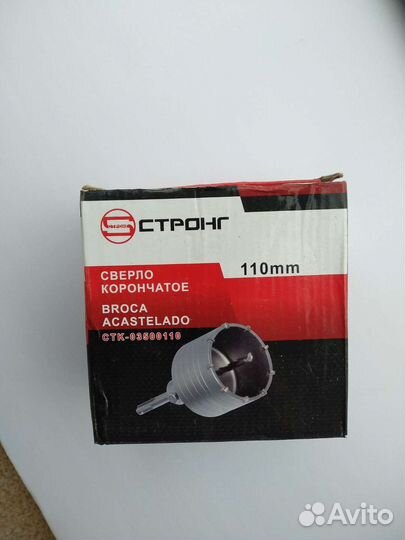 СТРОНГ
110mm
СВЕРЛО
КОРОНЧАТОЕ
BROCA
ACASTELADO
СТК-03500110
Avito